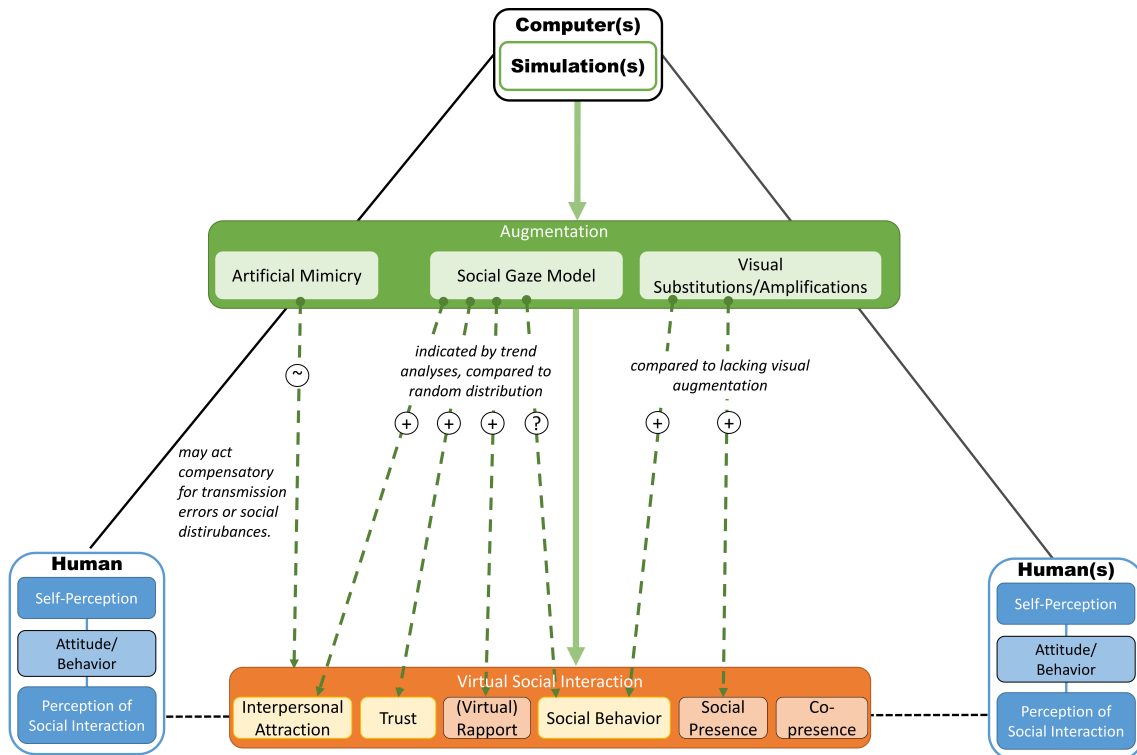 Computer(s)
Simulation(s)
Augmentation
Artificial Mimicry
Social Gaze Model
Visual
Substitutions/Amplifications
~
indicated by trend
analyses, compared to
random distribution
+
+
+
?
compared to lacking visual
augmentation
+
+
may act
compensatory
for transmission
errors or social
distirubances.
Human
Self-Perception
Attitude/
Behavior
Perception of
Social Interaction
Human(s)
Self-Perception
Attitude/
Behavior
Perception of
Social Interaction
Virtual Social Interaction
Interpersonal
Attraction
Trust
(Virtual)
Rapport
Social Behavior
Social
Presence
Co-
presence